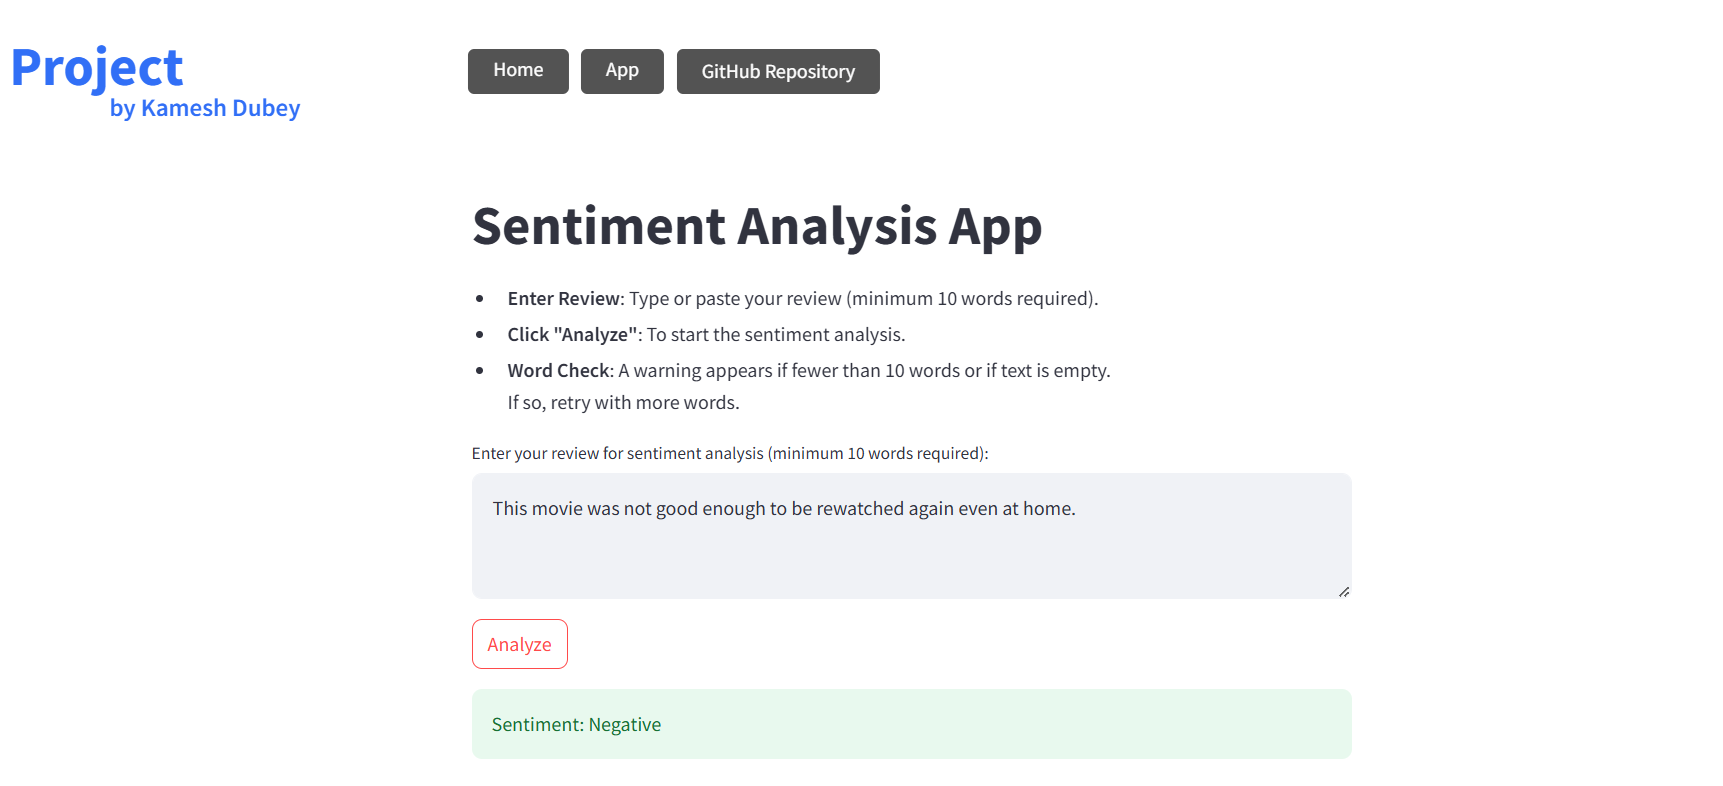 Project
by Kamesh Dubey
Home
App
GitHub Repository
Sentiment Analysis App
• Enter Review: Type or paste your review (minimum 10 words required).
• Click "Analyze": To start the sentiment analysis.
• Word Check: A warning appears if fewer than 10 words or if text is empty.
If so, retry with more words.
Enter your review for sentiment analysis (minimum 10 words required):
This movie was not good enough to be rewatched again even at home.
Analyze
Sentiment: Negative